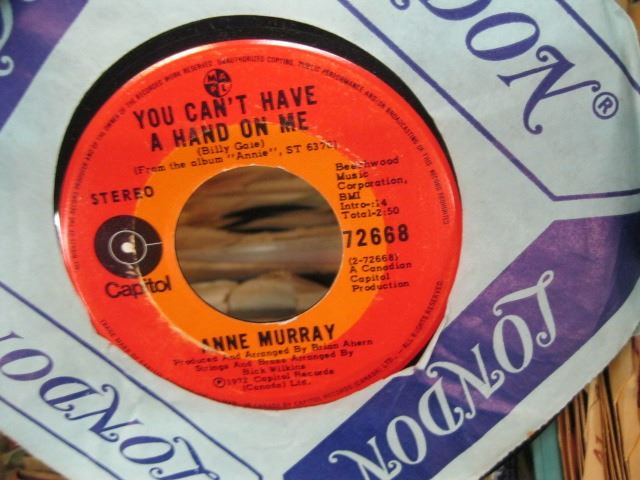 LONDON®
M A P L
YOU CAN'T HAVE
A HAND ON ME
(Billy Gale)
(From the album "Annie", ST 6376)
STEREO
Beechwood
Music
Corporation,
BMI
Intro-:14
Total-2:50
72668
(2-72668)
A Canadian
Capitol
Production
Capitol
ANNE MURRAY
Produced And Arranged By Brian Ahern
Strings And Brass Arranged By
Rick Wilkins
℗1972 Capitol Records
(Canada) Ltd.
LONDON
LONDON